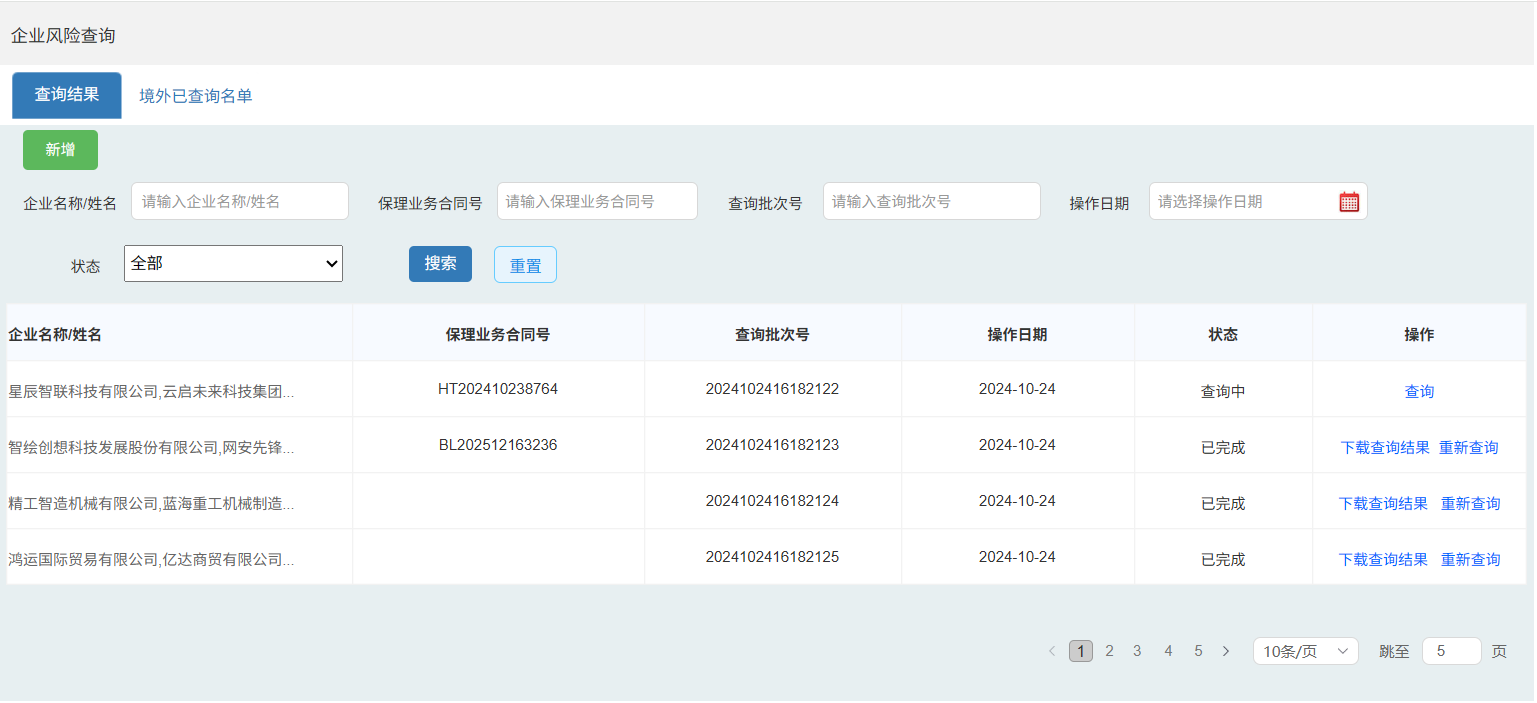 企业风险查询
查询结果 境外已查询名单
新增
企业名称/姓名 请输入企业名称/姓名 保理业务合同号 请输入保理业务合同号 查询批次号 请输入查询批次号 操作日期 请选择操作日期
状态 全部 搜索 重置
企业名称/姓名 保理业务合同号 查询批次号 操作日期 状态 操作
星辰智联科技有限公司,云启未来科技集团... HT202410238764 2024102416182122 2024-10-24 查询中 查询
智绘创想科技发展股份有限公司,网安先锋... BL202512163236 2024102416182123 2024-10-24 已完成 下载查询结果 重新查询
精工智造机械有限公司,蓝海重工机械制造... 2024102416182124 2024-10-24 已完成 下载查询结果 重新查询
鸿运国际贸易有限公司,亿达商贸有限公司... 2024102416182125 2024-10-24 已完成 下载查询结果 重新查询
1 2 3 4 5 10条/页 跳至 5 页